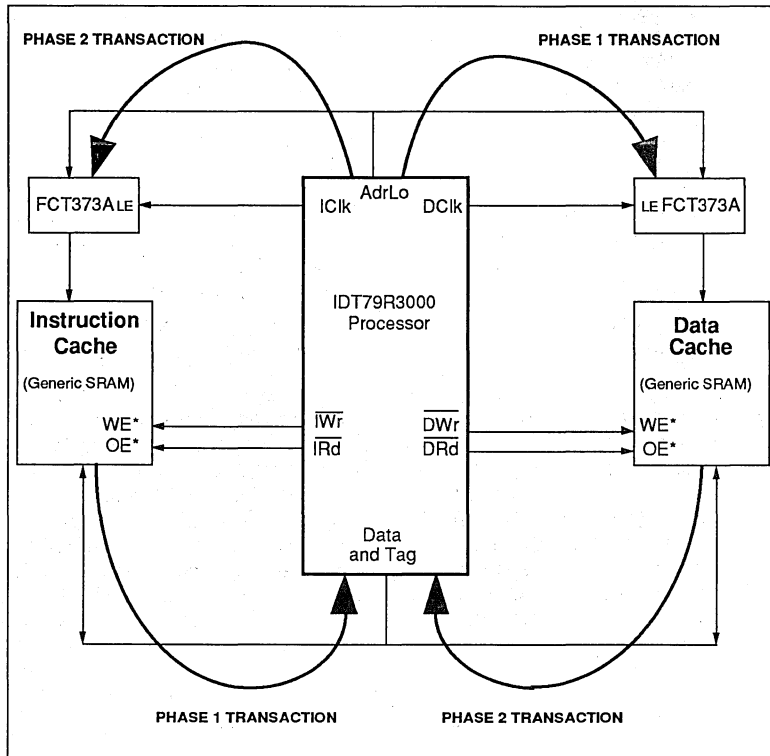 PHASE 2 TRANSACTION
PHASE 1 TRANSACTION
AdrLo
FCT373A LE
IClk
DClk
LE FCT373A
IDT79R3000
Processor
Instruction
Cache
(Generic SRAM)
WE*
OE*
Data
Cache
(Generic SRAM)
WE*
OE*
IWr
IRd
DWr
DRd
Data
and Tag
PHASE 1 TRANSACTION
PHASE 2 TRANSACTION